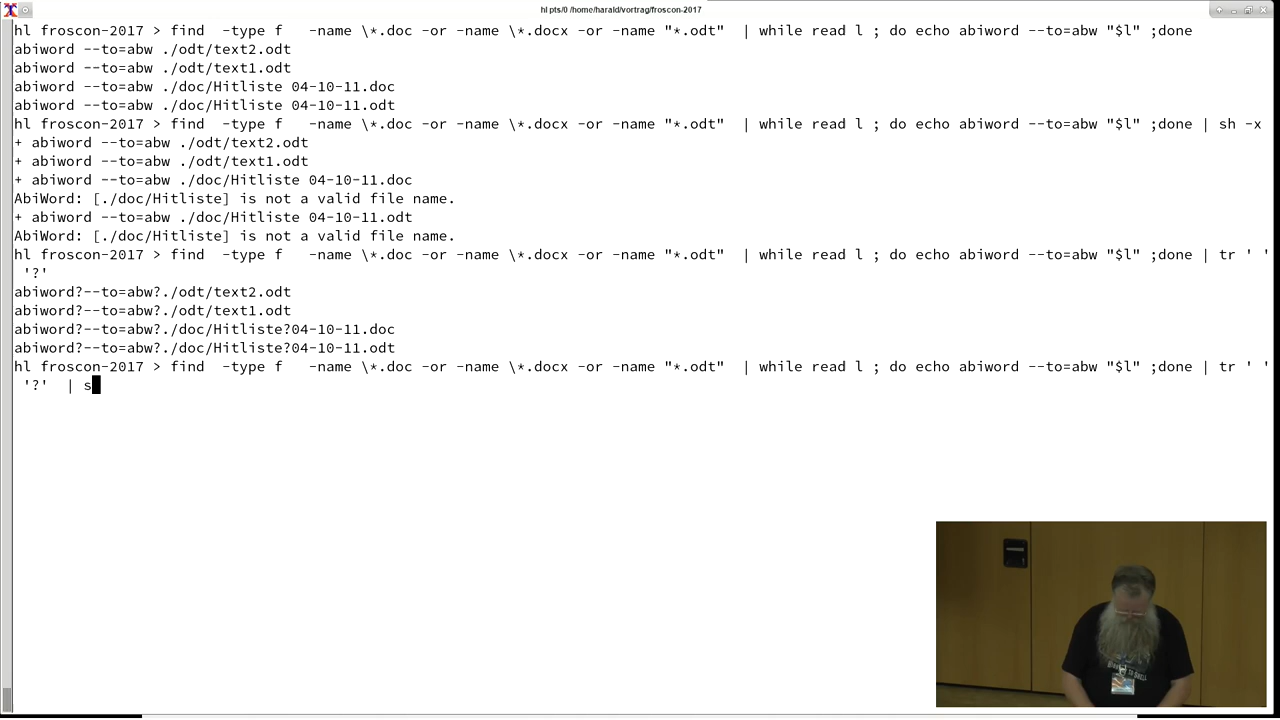 hl pts/0 /home/harald/vortrag/froscon-2017
hl froscon-2017 > find  -type f   -name \*.doc -or -name \*.docx -or -name "*.odt"  | while read l ; do echo abiword --to=abw "$l" ;done
abiword --to=abw ./odt/text2.odt
abiword --to=abw ./odt/text1.odt
abiword --to=abw ./doc/Hitliste 04-10-11.doc
abiword --to=abw ./doc/Hitliste 04-10-11.odt
hl froscon-2017 > find  -type f   -name \*.doc -or -name \*.docx -or -name "*.odt"  | while read l ; do echo abiword --to=abw "$l" ;done | sh -x
+ abiword --to=abw ./odt/text2.odt
+ abiword --to=abw ./odt/text1.odt
+ abiword --to=abw ./doc/Hitliste 04-10-11.doc
AbiWord: [./doc/Hitliste] is not a valid file name.
+ abiword --to=abw ./doc/Hitliste 04-10-11.odt
AbiWord: [./doc/Hitliste] is not a valid file name.
hl froscon-2017 > find  -type f   -name \*.doc -or -name \*.docx -or -name "*.odt"  | while read l ; do echo abiword --to=abw "$l" ;done | tr ' '
 '?'
abiword?--to=abw?./odt/text2.odt
abiword?--to=abw?./odt/text1.odt
abiword?--to=abw?./doc/Hitliste?04-10-11.doc
abiword?--to=abw?./doc/Hitliste?04-10-11.odt
hl froscon-2017 > find  -type f   -name \*.doc -or -name \*.docx -or -name "*.odt"  | while read l ; do echo abiword --to=abw "$l" ;done | tr ' '
 '?'  | s